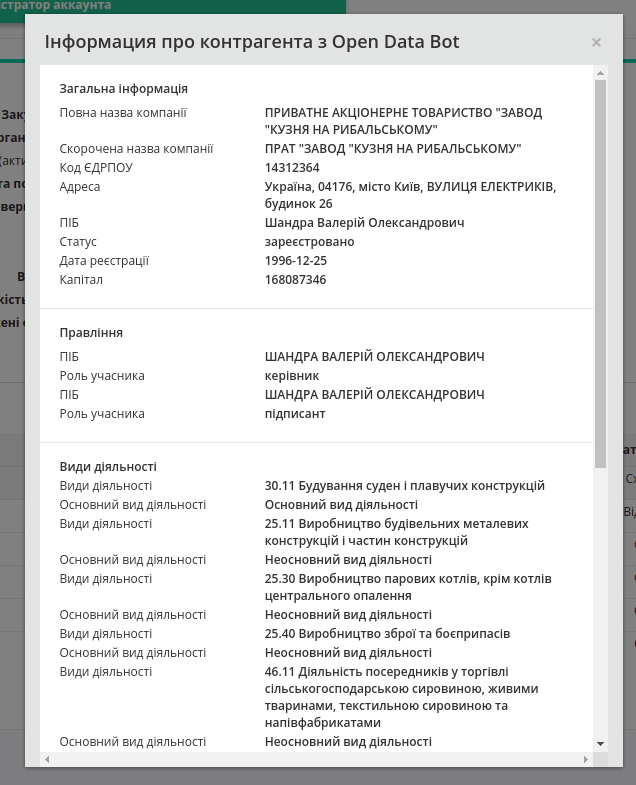 стратор аккаунта
Інформация про контрагента з Open Data Bot
×
Загальна інформація
Повна назва компанії ПРИВАТНЕ АКЦІОНЕРНЕ ТОВАРИСТВО "ЗАВОД
"КУЗНЯ НА РИБАЛЬСЬКОМУ"
Скорочена назва компанії ПРАТ "ЗАВОД "КУЗНЯ НА РИБАЛЬСЬКОМУ"
Код ЄДРПОУ 14312364
Адреса Україна, 04176, місто Київ, ВУЛИЦЯ ЕЛЕКТРИКІВ,
будинок 26
ПІБ Шандра Валерій Олександрович
Статус зареєстровано
Дата реєстрації 1996-12-25
Капітал 168087346
Правління
ПІБ ШАНДРА ВАЛЕРІЙ ОЛЕКСАНДРОВИЧ
Роль учасника керівник
ПІБ ШАНДРА ВАЛЕРІЙ ОЛЕКСАНДРОВИЧ
Роль учасника підписант
Види діяльності
Види діяльності 30.11 Будування суден і плавучих конструкцій
Основний вид діяльності Основной вид діяльності
Види діяльності 25.11 Виробництво будівельних металевих
конструкцій і частин конструкцій
Основний вид діяльності Неосновний вид діяльності
Види діяльності 25.30 Виробництво парових котлів, крім котлів
центрального опалення
Основний вид діяльності Неосновний вид діяльності
Види діяльності 25.40 Виробництво зброї та боєприпасів
Основний вид діяльності Неосновний вид діяльності
Види діяльності 46.11 Діяльність посередників у торгівлі
сільськогосподарською сировиною, живими
тваринами, текстильною сировиною та
напівфабрикатами
Основний вид діяльності Неосновний вид діяльності